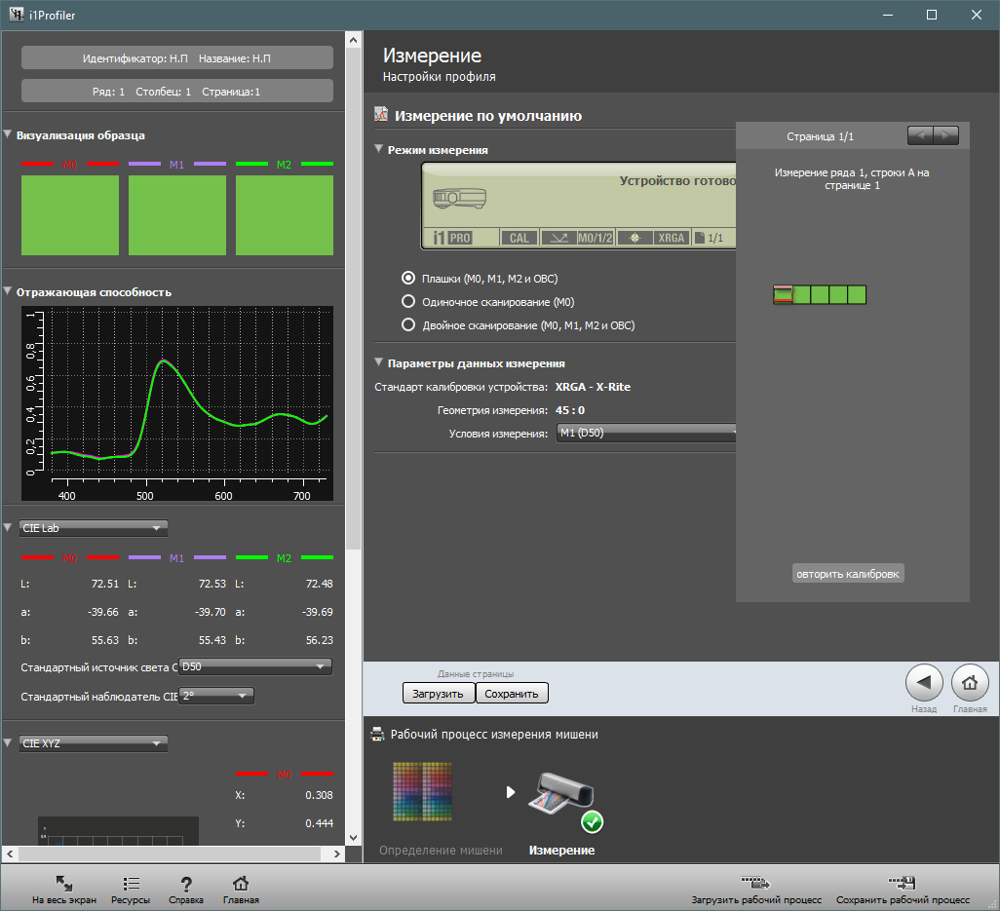 i1Profiler
Идентификатор: Н.П Название: Н.П
Ряд: 1 Столбец: 1 Страница:1
Визуализация образца
M0 M1 M2
Отражающая способность
1
0,8
0,6
0,4
0,2
0
400 500 600 700
CIE Lab
M0 M1 M2
L: 72.51 L: 72.53 L: 72.48
a: -39.66 a: -39.70 a: -39.69
b: 55.63 b: 55.43 b: 56.23
Стандартный источник света C D50
Стандартный наблюдатель CIE 2°
CIE XYZ
M0
X: 0.308
Y: 0.444
Измерение
Настройки профиля
Измерение по умолчанию
Режим измерения
Устройство готово
i1 PRO CAL M0/1/2 XRGA 1/1
Плашки (M0, M1, M2 и OBC)
Одиночное сканирование (M0)
Двойное сканирование (M0, M1, M2 и OBC)
Параметры данных измерения
Стандарт калибровки устройства: XRGA - X-Rite
Геометрия измерения: 45 : 0
Условия измерения: M1 (D50)
Страница 1/1
Измерение ряда 1, строки A на
странице 1
овторить калибровк
Данные страницы
Загрузить Сохранить
Назад Главная
Рабочий процесс измерения мишени
Определение мишени Измерение
На весь экран Ресурсы Справка Главная Загрузить рабочий процесс Сохранить рабочий процесс